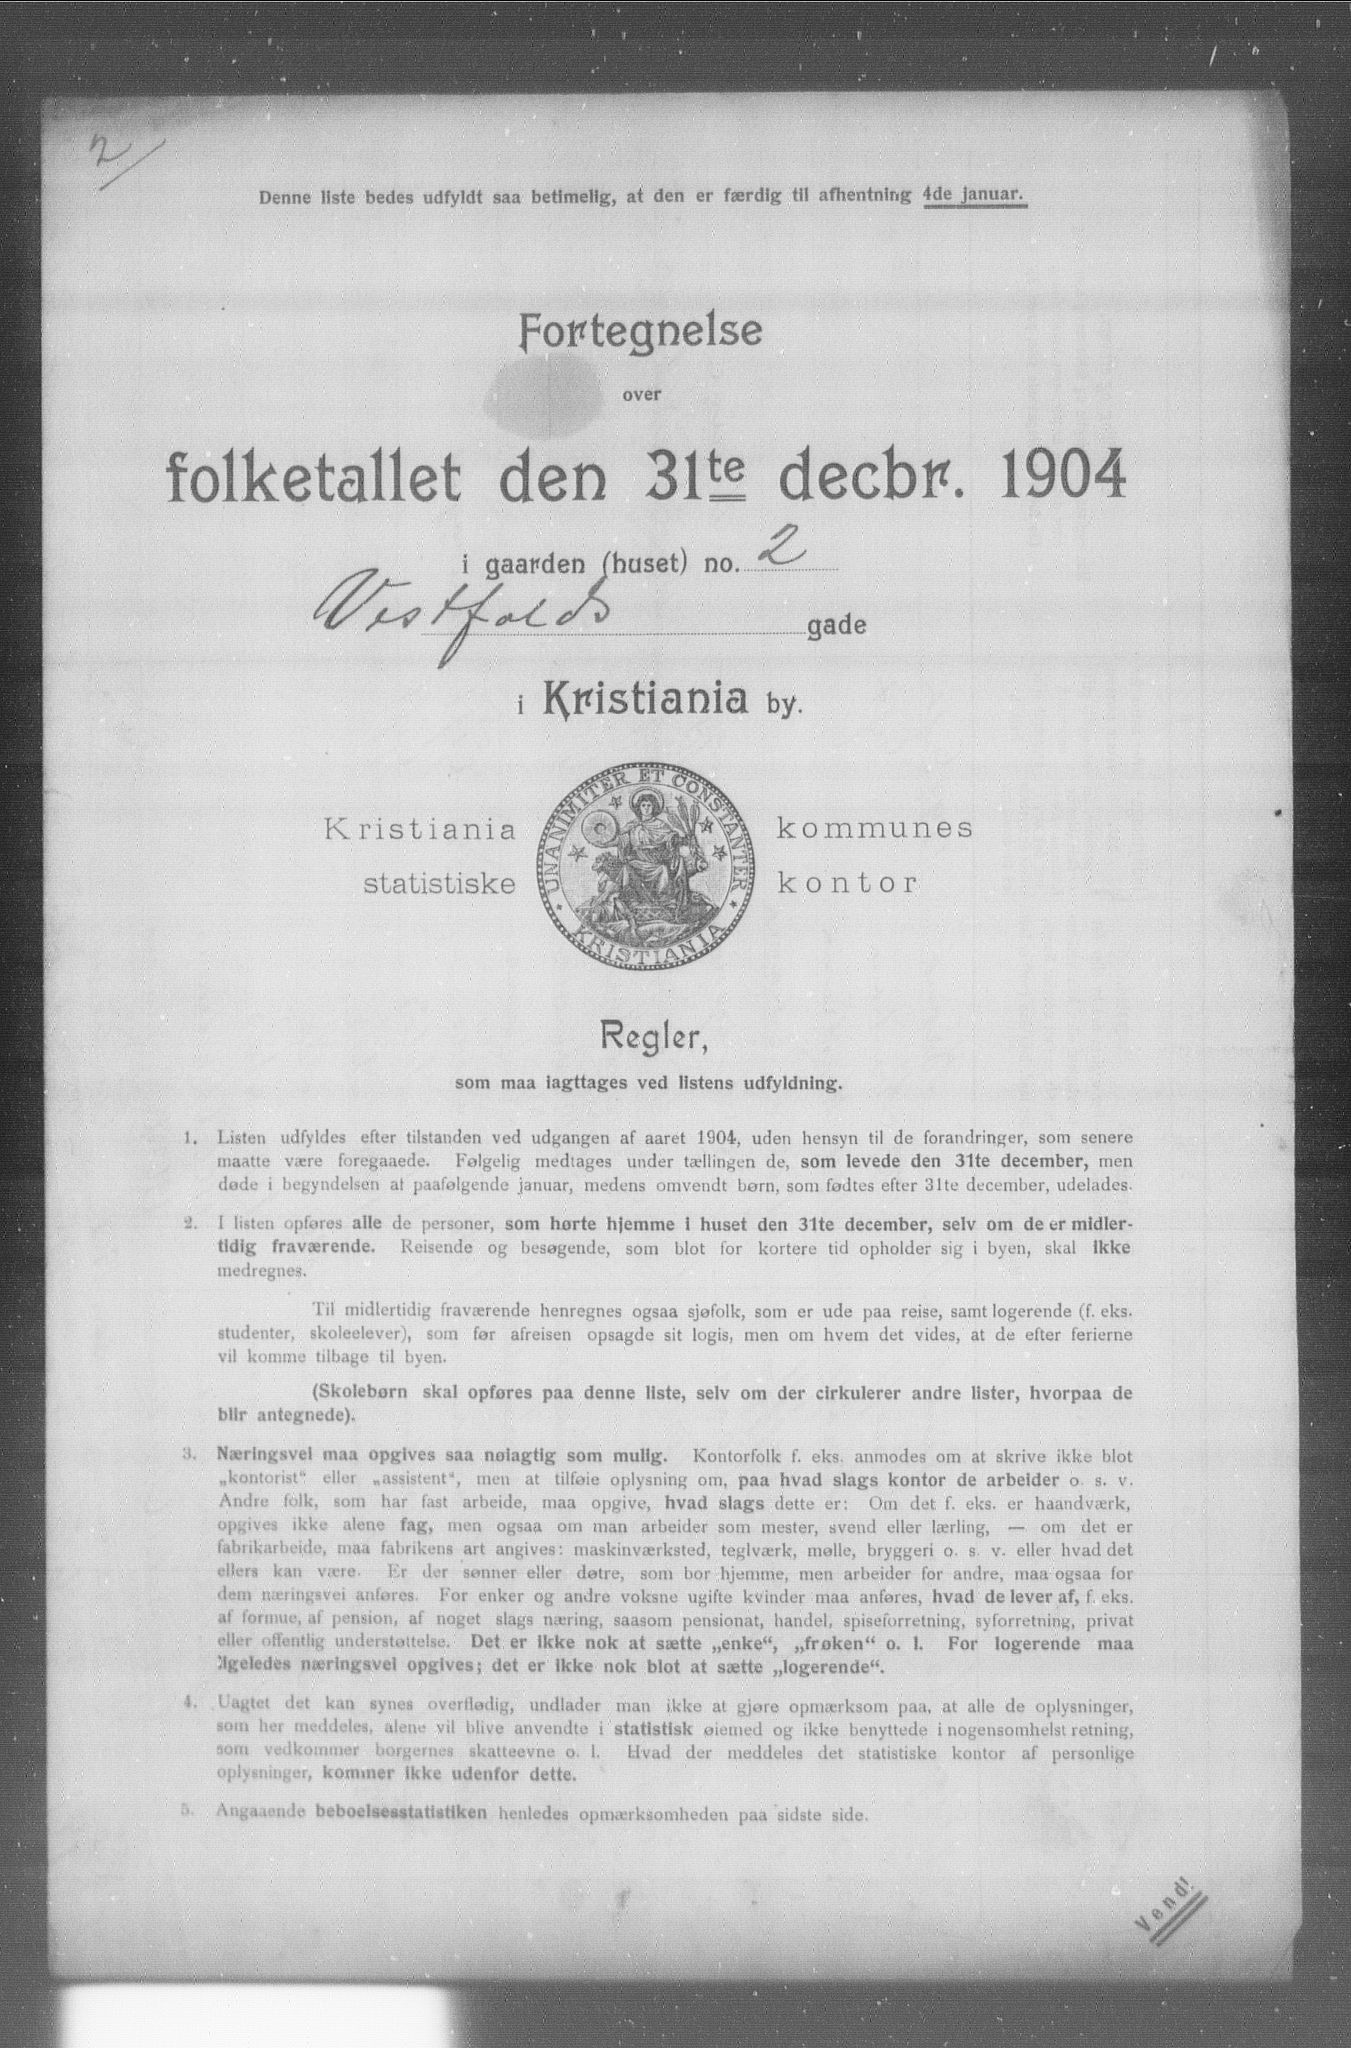 2
Denne liste bedes udfyldt saa betimelig, at den er færdig til afhentning 4de januar.
Fortegnelse
over
folketallet den 31te decbr. 1904
i gaarden (huset) no. 2
Vestfolds gade
i Kristiania by.
UNANIMITER ET CONSTANTER
Kristiania kommunes
statistiske kontor
KRISTIANIA
Regler,
som maa iagttages ved listens udfyldning.
1. Listen udfyldes efter tilstanden ved udgangen af aaret 1904, uden hensyn til de forandringer, som senere
maatte være foregaaede. Følgelig medtages under tællingen de, som levede den 31te december, men
døde i begyndelsen at paafølgende januar, medens omvendt børn, som fødtes efter 31te december, udelades.
2. I listen opføres alle de personer, som hørte hjemme i huset den 31te december, selv om de er midler-
tidig fraværende. Reisende og besøgende, som blot for kortere tid opholder sig i byen, skal ikke
medregnes.
Til midlertidig fraværende henregnes ogsaa sjøfolk, som er ude paa reise, samt logerende (f. eks.
studenter, skoleelever), som før afreisen opsagde sit logis, men om hvem det vides, at de efter ferierne
vil komme tilbage til byen.
(Skolebørn skal opføres paa denne liste, selv om der cirkulerer andre lister, hvorpaa de
blir antegnede).
3. Næringsvei maa opgives saa nøiagtig som mulig. Kontorfolk f. eks. anmodes om at skrive ikke blot
„kontorist“ eller „assistent“, men at tilføie oplysning om, paa hvad slags kontor de arbeider o. s. v.
Andre folk, som har fast arbeide, maa opgive, hvad slags dette er: Om det f. eks. er haandværk,
opgives ikke alene fag, men ogsaa om man arbeider som mester, svend eller lærling, — om det er
fabrikarbeide, maa fabrikens art angives: maskinværksted, teglværk, mølle, bryggeri o. s. v. eller hvad det
ellers kan være. Er der sønner eller døtre, som bor hjemme, men arbeider for andre, maa ogsaa for
dem næringsvei anføres. For enker og andre voksne ugifte kvinder maa anføres, hvad de lever af, f. eks.
af formue, af pension, af noget slags næring, saasom pensionat, handel, spiseforretning, syforretning, privat
eller offentlig understøttelse. Det er ikke nok at sætte „enke“, „frøken“ o. l. For logerende maa
ligeledes næringsvei opgives; det er ikke nok blot at sætte „logerende“.
4. Uagtet det kan synes overflødig, undlader man ikke at gjøre opmærksom paa, at alle de oplysninger,
som her meddeles, alene vil blive anvendte i statistisk øiemed og ikke benyttede i nogensomhelst retning,
som vedkommer borgernes skatteevne o. l. Hvad der meddeles det statistiske kontor af personlige
oplysninger, kommer ikke udenfor dette.
5. Angaaende beboelsesstatistiken henledes opmærksomheden paa sidste side.
Vend!